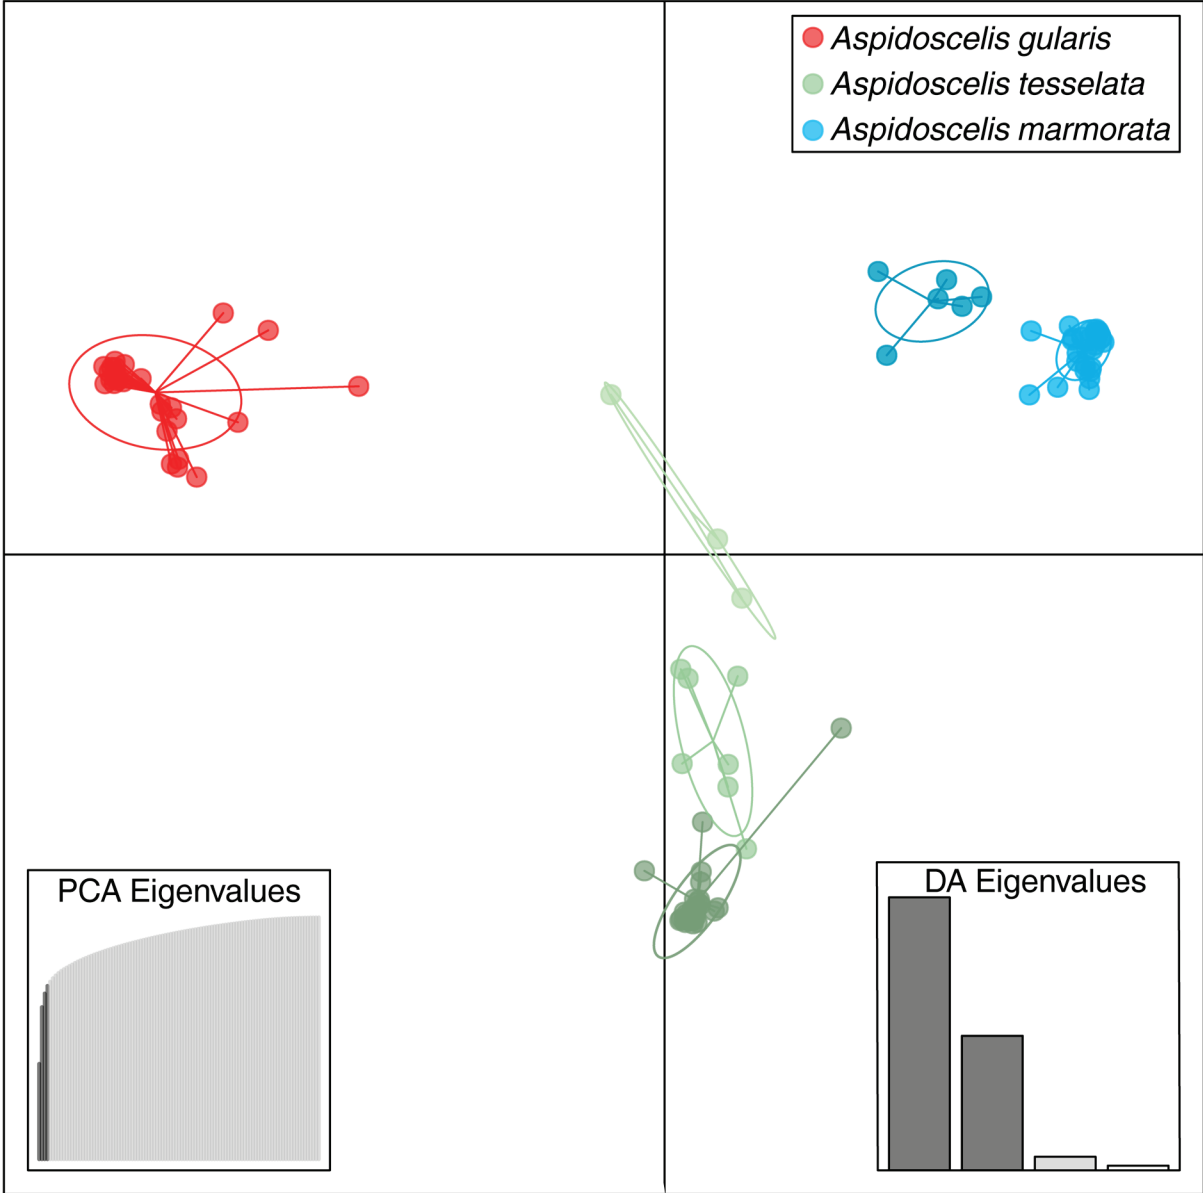 Aspidoscelis gularis
Aspidoscelis tesselata
Aspidoscelis marmorata
PCA Eigenvalues
DA Eigenvalues